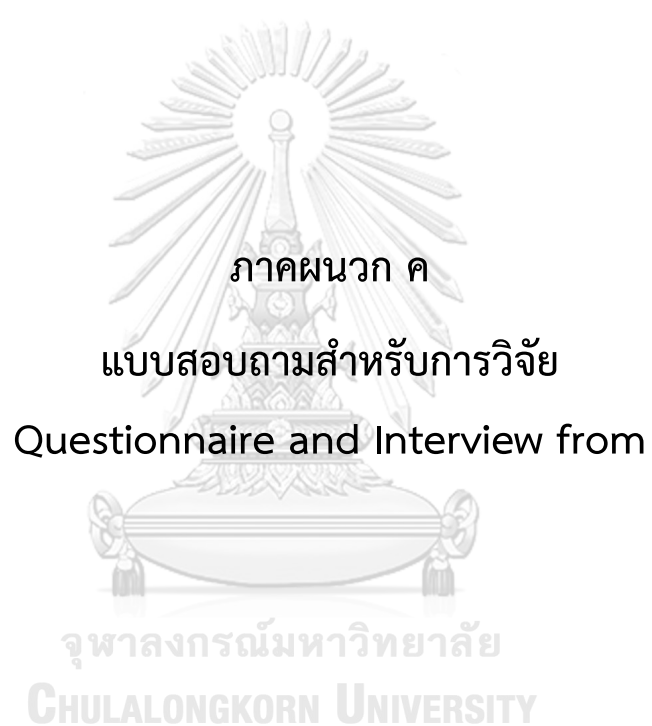 ภาคผนวก ค
แบบสอบถามสำหรับการวิจัย
Questionnaire and Interview from
จุฬาลงกรณ์มหาวิทยาลัย
CHULALONGKORN UNIVERSITY